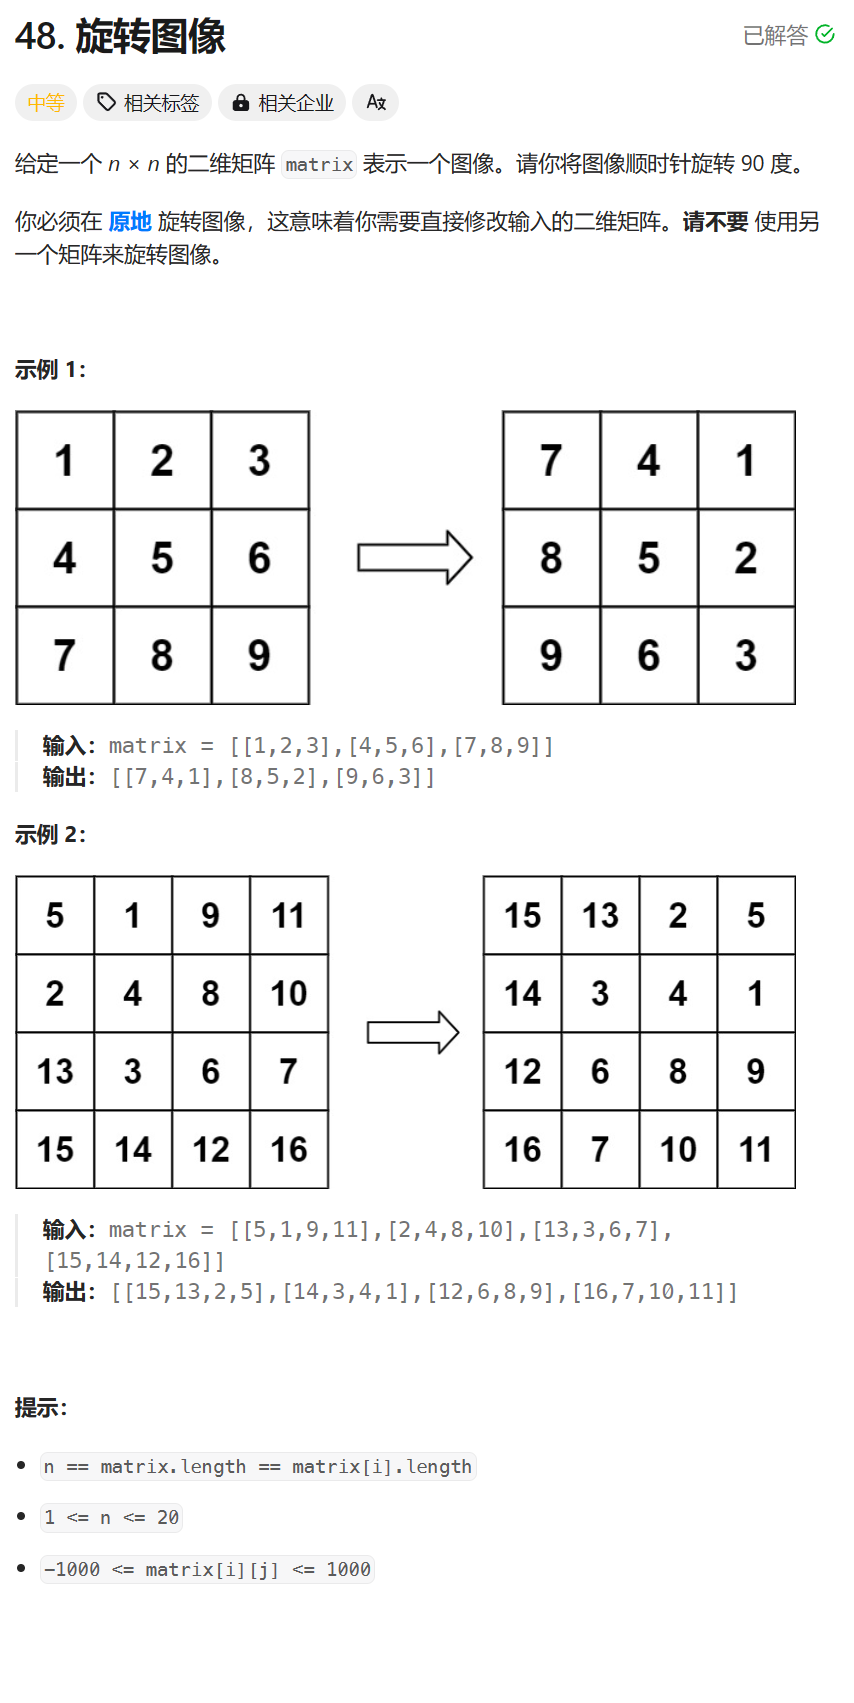 48. 旋转图像
已解答
中等 相关标签 相关企业
给定一个 n × n 的二维矩阵 matrix 表示一个图像。请你将图像顺时针旋转 90 度。
你必须在 原地 旋转图像，这意味着你需要直接修改输入的二维矩阵。请不要 使用另
一个矩阵来旋转图像。
示例 1：
1 2 3 7 4 1
4 5 6 8 5 2
7 8 9 9 6 3
输入：matrix = [[1,2,3],[4,5,6],[7,8,9]]
输出：[[7,4,1],[8,5,2],[9,6,3]]
示例 2：
5 1 9 11 15 13 2 5
2 4 8 10 14 3 4 1
13 3 6 7 12 6 8 9
15 14 12 16 16 7 10 11
输入：matrix = [[5,1,9,11],[2,4,8,10],[13,3,6,7],
[15,14,12,16]]
输出：[[15,13,2,5],[14,3,4,1],[12,6,8,9],[16,7,10,11]]
提示：
n == matrix.length == matrix[i].length
1 <= n <= 20
-1000 <= matrix[i][j] <= 1000